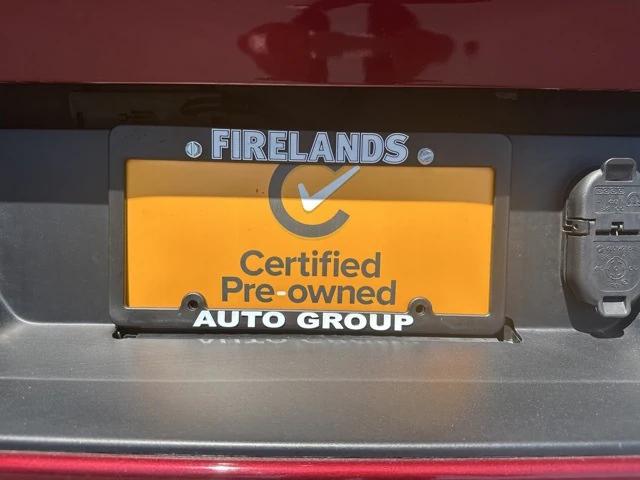 FIRELANDS
Certified
Pre-owned
AUTO GROUP